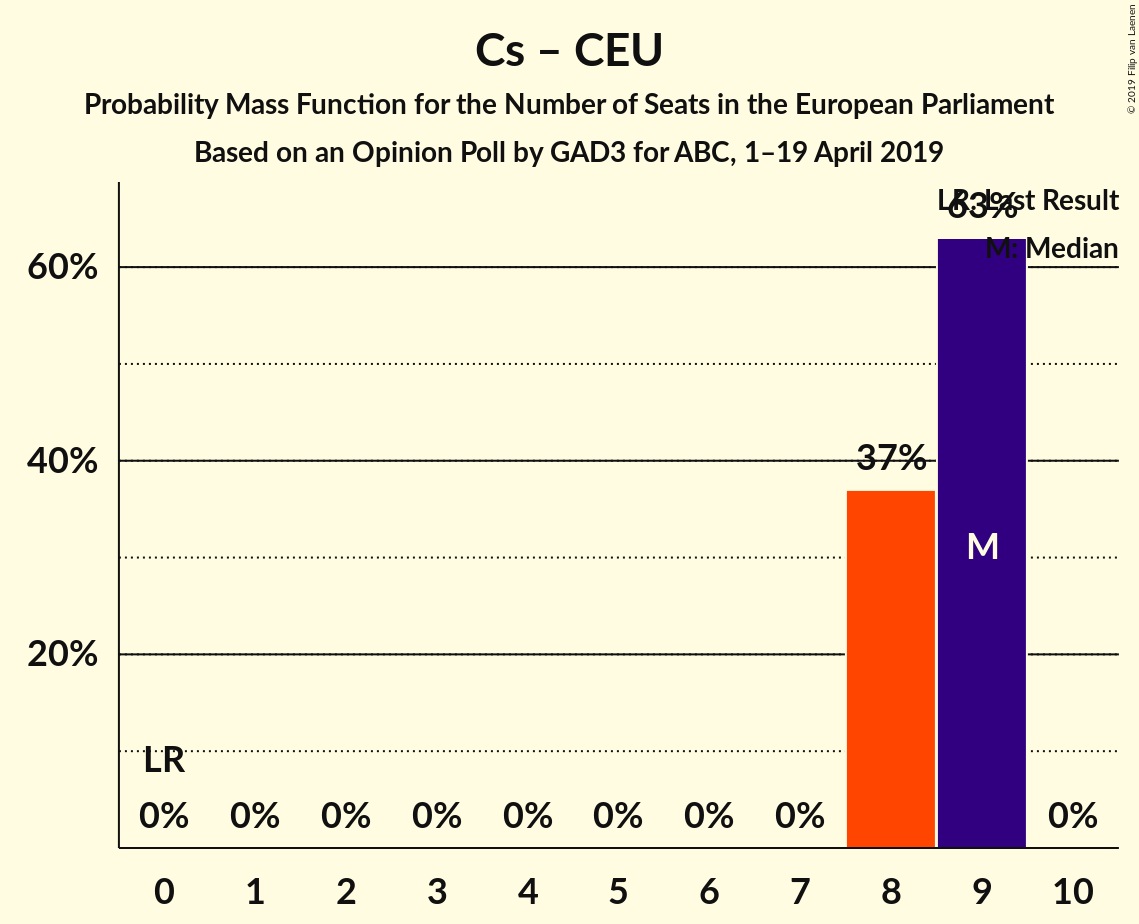 Cs – CEU
Probability Mass Function for the Number of Seats in the European Parliament
Based on an Opinion Poll by GAD3 for ABC, 1–19 April 2019
© 2019 Filip van Laenen
LR: Last Result
63%
M: Median
60%
40%
37%
M
20%
LR
0% 0% 0% 0% 0% 0% 0% 0% 0%
0 1 2 3 4 5 6 7 8 9 10